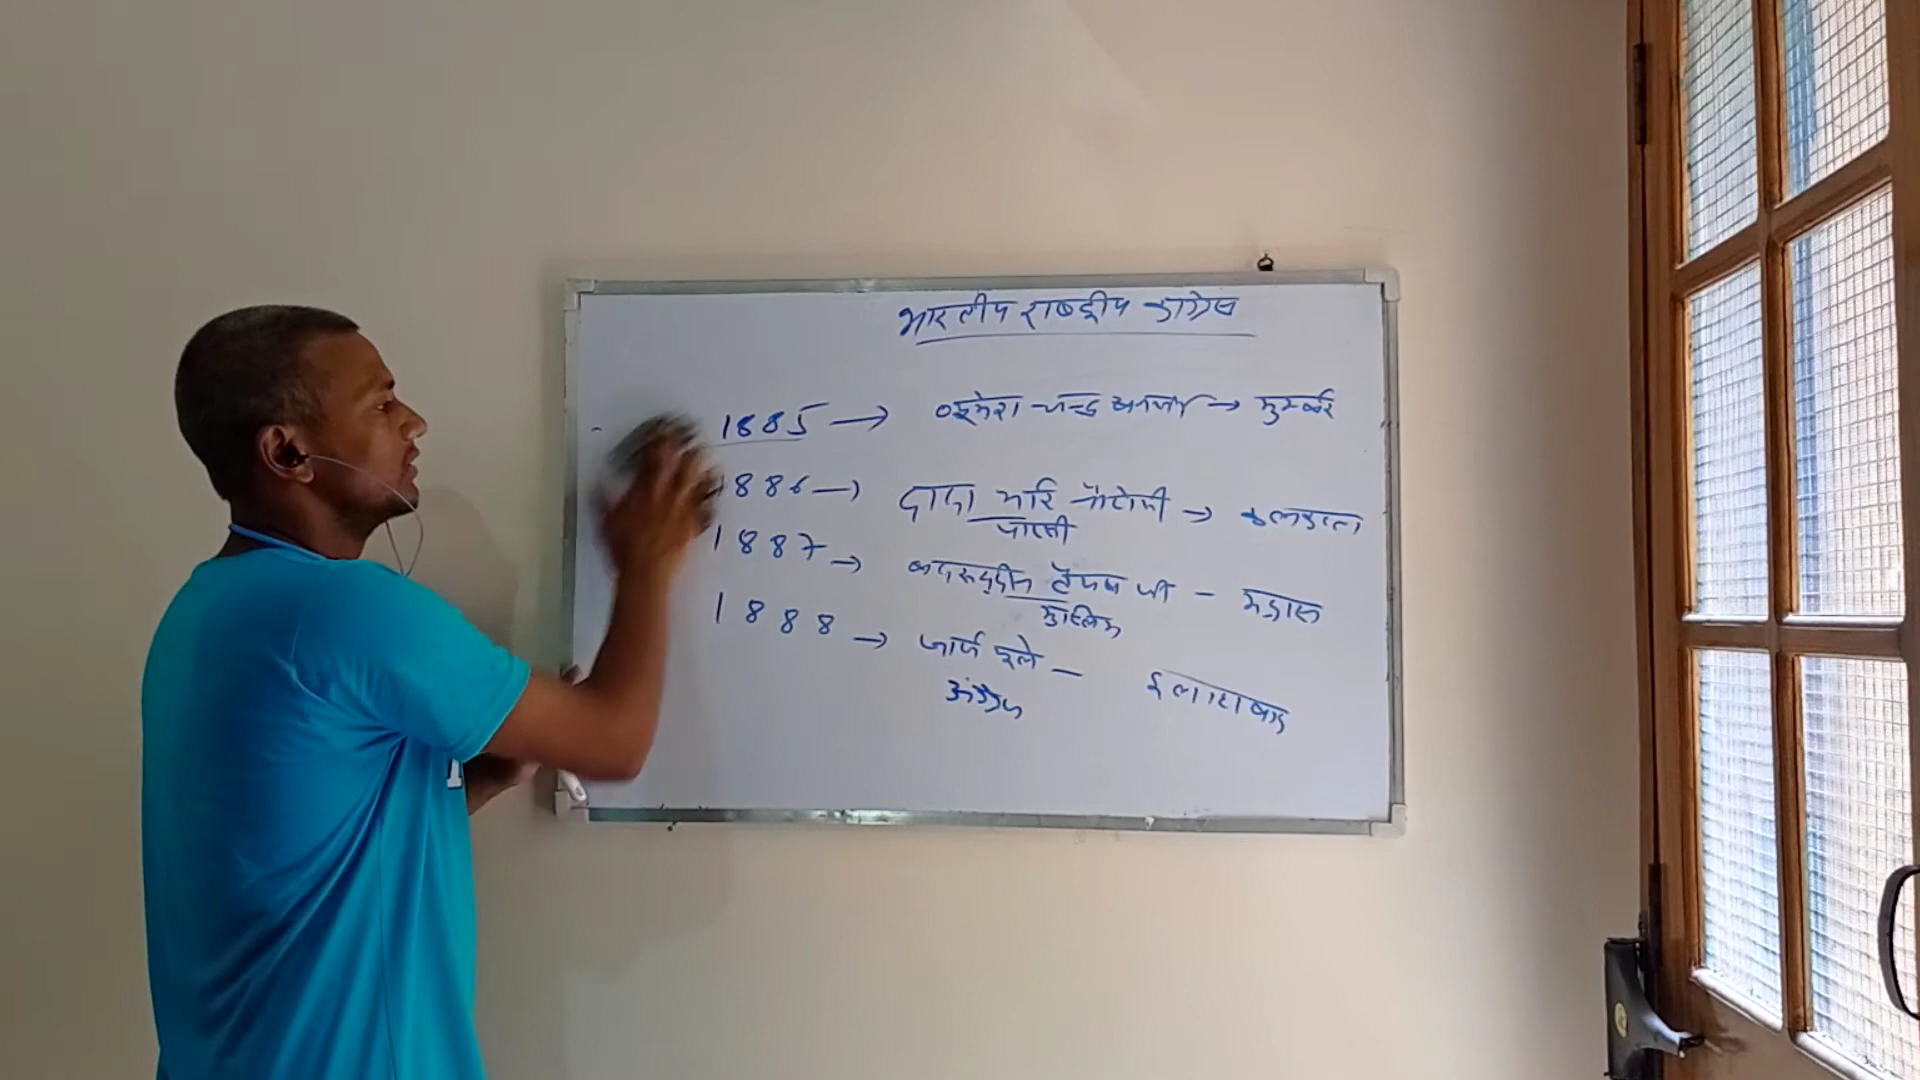 भारतीय राष्ट्रीय कांग्रेस
1885 → व्योमेश चन्द्र बनर्जी → मुम्बई
1886 → दादा भाई नौरोजी → कलकत्ता
पारसी
1887 → बदरूद्दीन तैयब जी - मद्रास
मुस्लिम
1888 → जार्ज यूले - इलाहाबाद
अंग्रेज